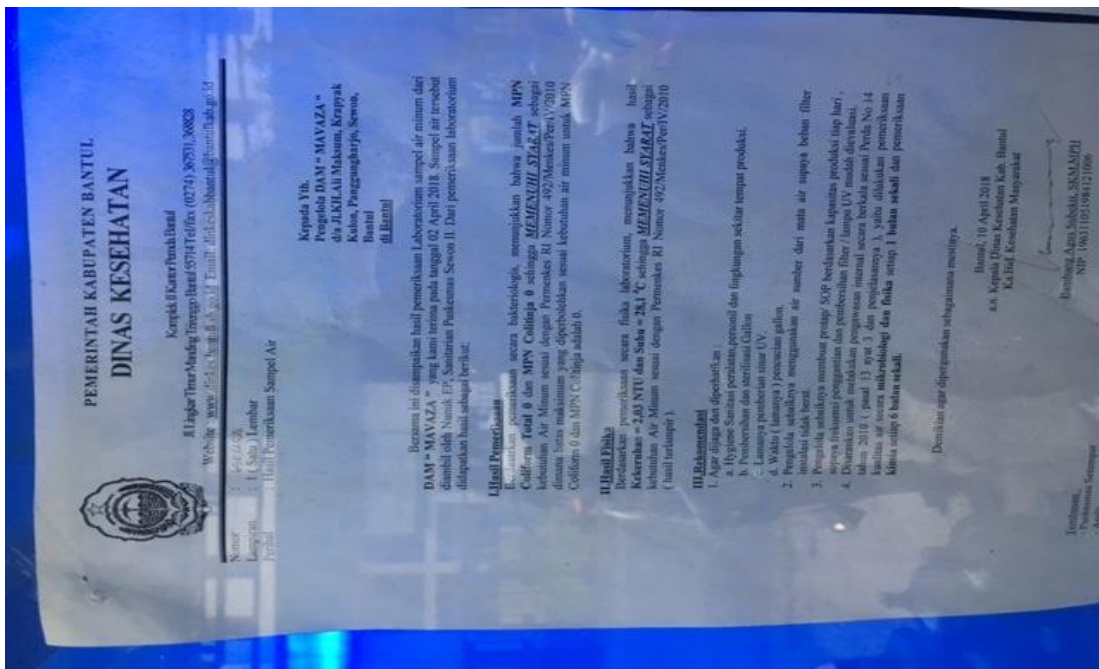 PEMERINTAH KABUPATEN BANTUL
DINAS KESEHATAN
Komplek II Kantor Pemda Bantul
Jl. Lingkar Timur Manding Trirenggo Bantul 55714 Telp/fax (0274) 367531, 368828
Website
Nomor :
Lampiran : 1 ( Satu ) Lembar
Perihal : Hasil Pemeriksaan Sampel Air
Kepada Yth.
Pengelola DAM " MAVAZA "
d/a Jl.KH.Ali Maksum, Krapyak
Kulon, Panggungharjo, Sewon,
Bantul
di Bantul
Bersama ini disampaikan hasil pemeriksaan Laboratorium sampel air minum dari
DAM " MAVAZA " yang kami terima pada tanggal 02 April 2018. Sampel air tersebut
diambil oleh Nunuk EP, Sanitarian Puskesmas Sewon II. Dari pemeriksaan laboratorium
didapatkan hasil sebagai berikut:
I.Hasil Pemeriksaan
Berdasarkan pemeriksaan secara bakteriologis, menunjukkan bahwa jumlah MPN
Coliform Total 0 dan MPN Colitinja 0 sehingga MEMENUHI SYARAT sebagai
kebutuhan Air Minum sesuai dengan Permenkes RI Nomor 492/Menkes/Per/IV/2010
dimana batas maksimum yang diperbolehkan sesuai kebutuhan air minum untuk MPN
Coliform 0 dan MPN Colitinja adalah 0.
II.Hasil Fisika
Berdasarkan pemeriksaan secara fisika laboratorium, menunjukkan bahwa hasil
Kekeruhan = 2,03 NTU dan Suhu = 28,1 °C sehingga MEMENUHI SYARAT sebagai
kebutuhan Air Minum sesuai dengan Permenkes RI Nomor 492/Menkes/Per/IV/2010
( hasil terlampir ).
III.Rekomendasi
1. Agar dijaga dan diperhatikan :
a. Hygiene Sanitasi peralatan,personil dan lingkungan sekitar tempat produksi.
b. Pembersihan dan sterilisasi Gallon
c. Lamanya pemberian sinar UV.
d. Waktu ( lamanya ) pencucian gallon.
2. Pengelola sebaiknya menggunakan air sumber dari mata air supaya beban filter
instalasi tidak berat.
3. Pengelola sebaiknya membuat protap/ SOP berdasarkan kapasitas produksi tiap hari ,
supaya frekuensi penggantian dan pembersihan filter / lampu UV mudah dievaluasi.
4. Disarankan untuk melakukan pengawasan internal secara berkala sesuai Perda No 14
tahun 2010 ( pasal 13 ayat 3 dan penjelasannya ), yaitu dilakukan pemeriksaan
kualitas air secara mikrobiologi dan fisika setiap 1 bulan sekali dan pemeriksaan
kimia setiap 6 bulan sekali.
Demikian agar dipergunakan sebagaimana mestinya.
Bantul, 10 April 2018
a.n. Kepala Dinas Kesehatan Kab. Bantul
Ka.Bid. Kesehatan Masyarakat
Bambang Agus Subekti, SKM,MPH
NIP 
Tembusan,
- Puskesmas Setempat
- Arsip